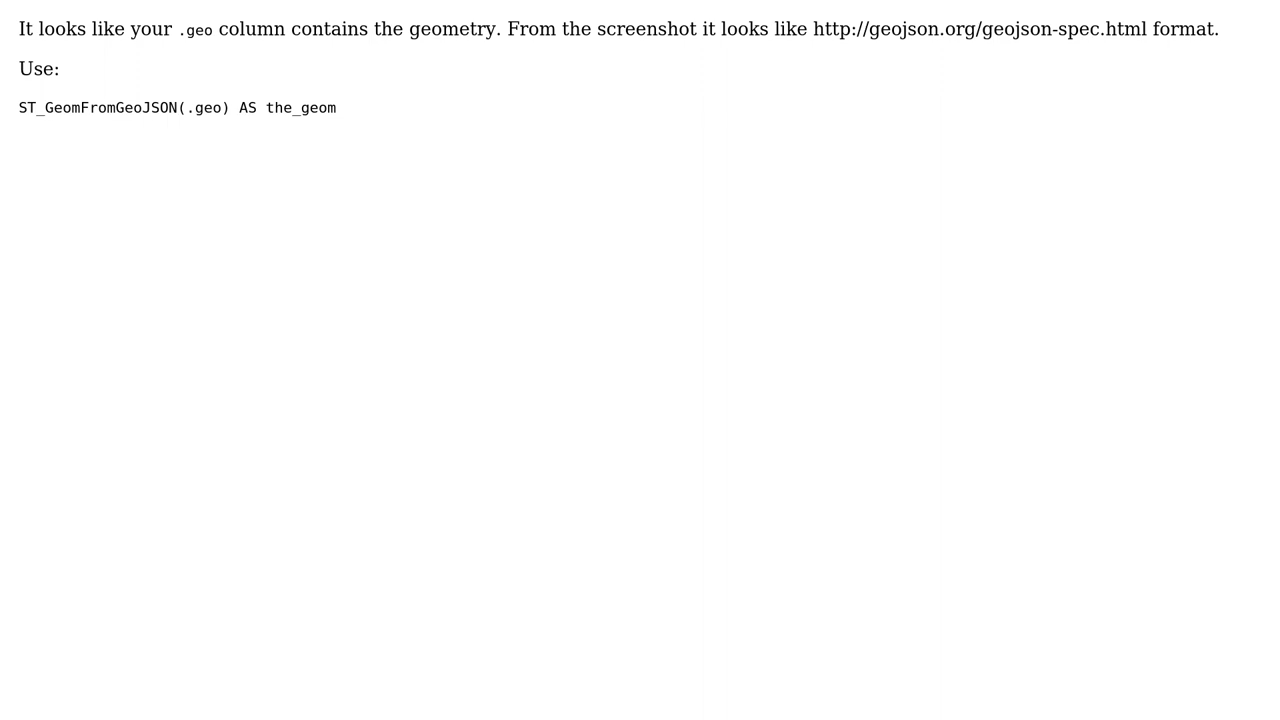 It looks like your .geo column contains the geometry. From the screenshot it looks like http://geojson.org/geojson-spec.html format.
Use:
ST_GeomFromGeoJSON(.geo) AS the_geom